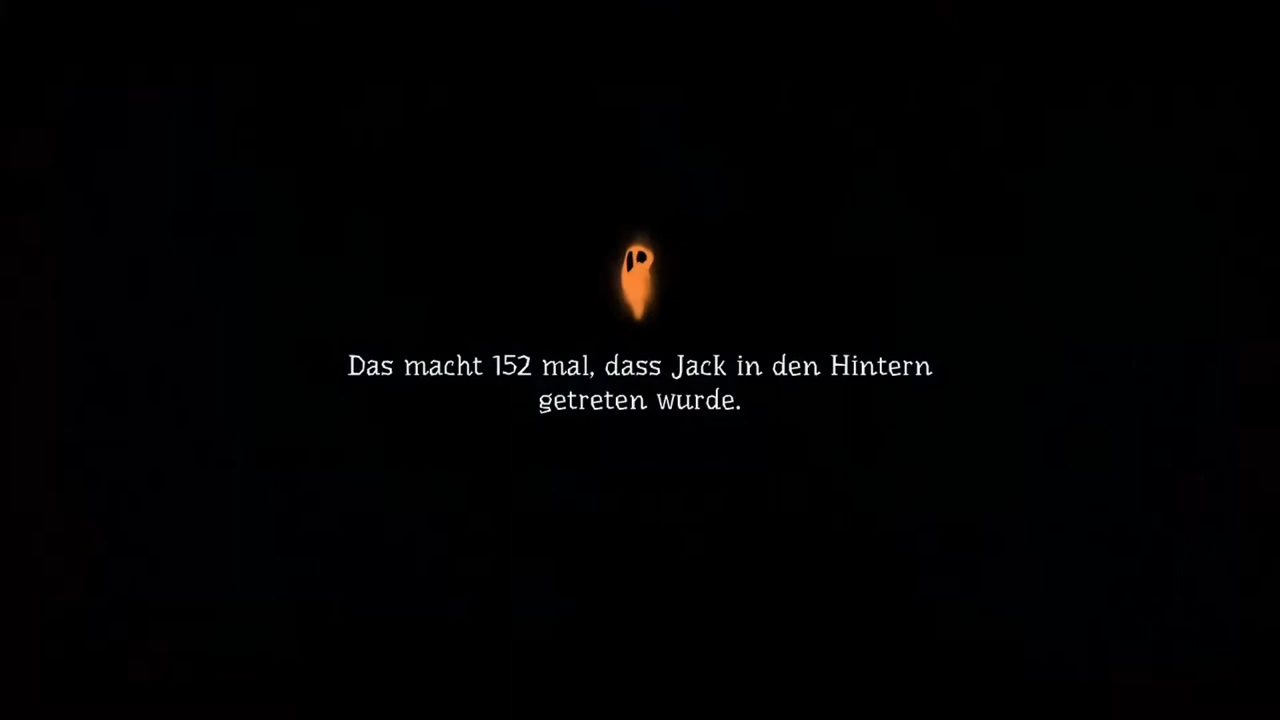 Das macht 152 mal, dass Jack in den Hintern
getreten wurde.